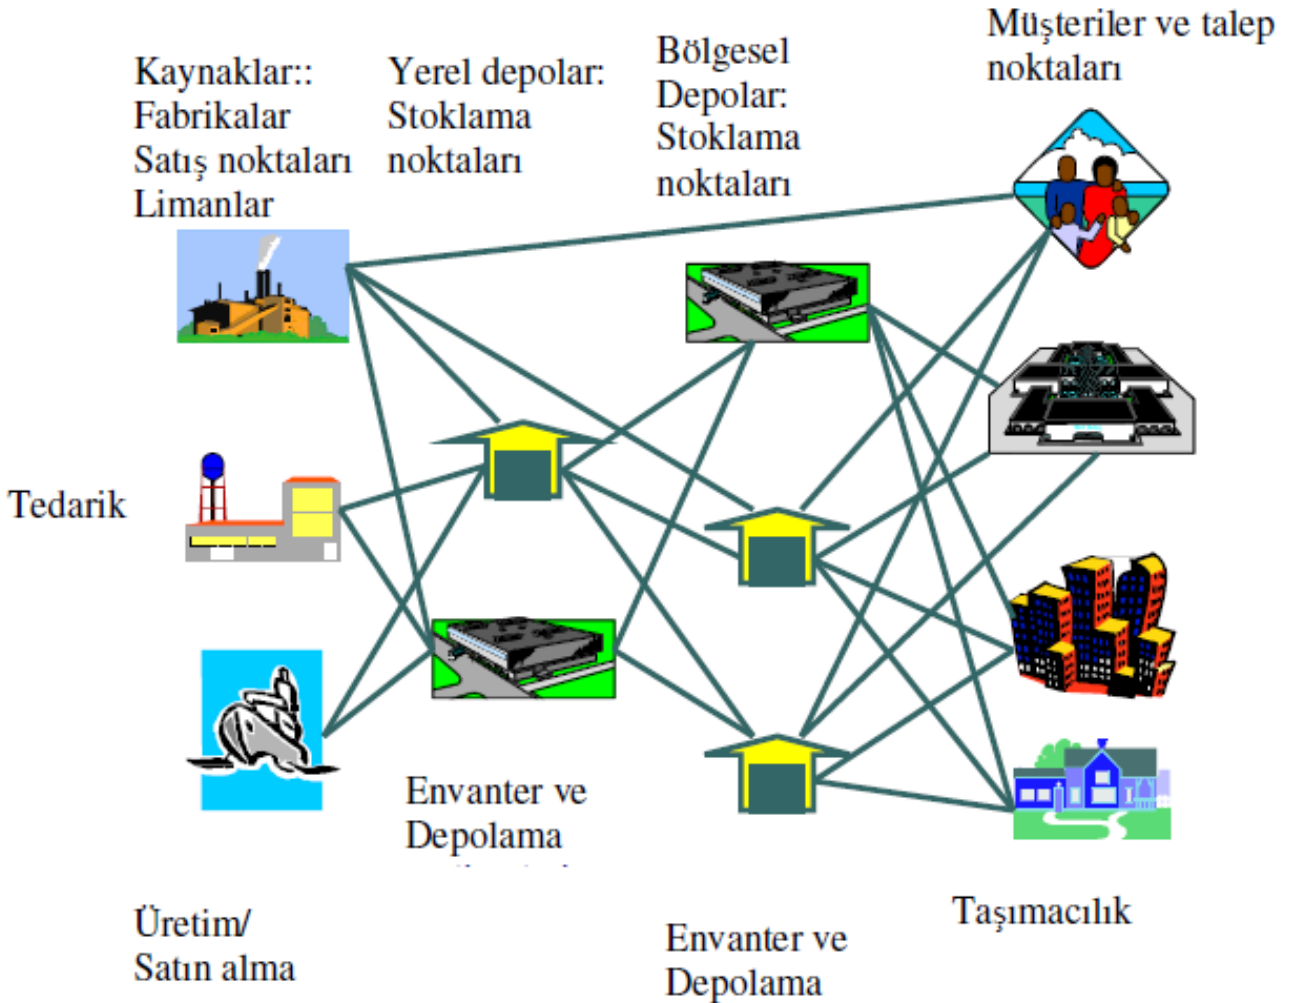 Kaynaklar::
Fabrikalar
Satış noktaları
Limanlar
Yerel depolar:
Stoklama
noktaları
Bölgesel
Depolar:
Stoklama
noktaları
Müşteriler ve talep
noktaları
Tedarik
Envanter ve
Depolama
Üretim/
Satın alma
Envanter ve
Depolama
Taşımacılık